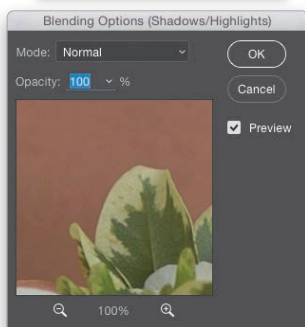 Blending Options (Shadows/Highlights)
Mode: Normal
OK
Opacity: 100 %
Cancel
Preview
100%